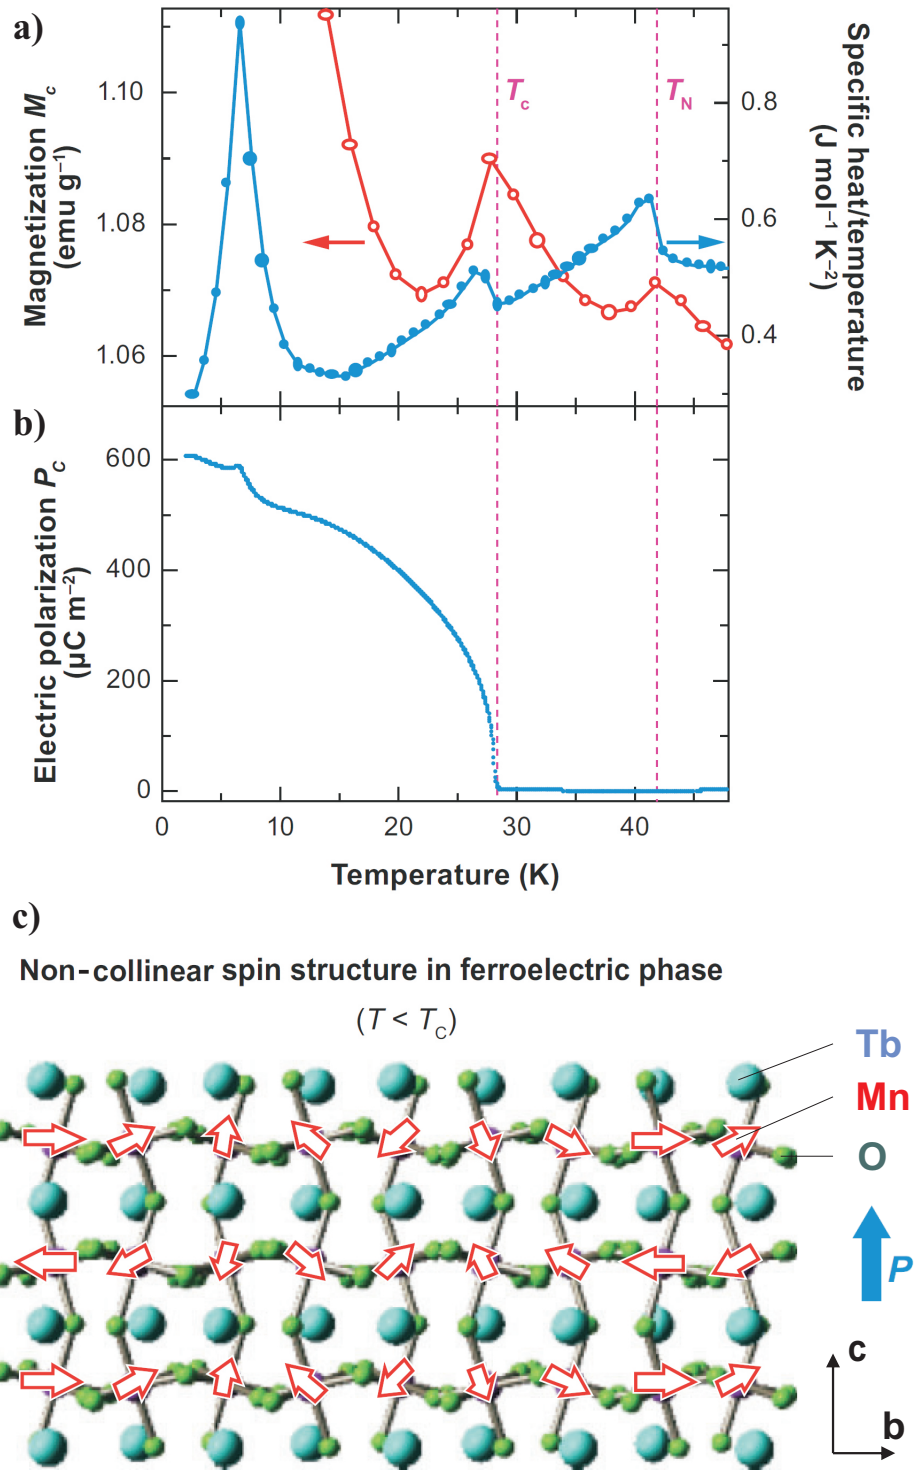 a)
Magnetization Mc
(emu g⁻¹)
1.10
1.08
1.06
Tc
TN
0.8
0.6
0.4
Specific heat/temperature
(J mol⁻¹ K⁻²)
b)
Electric polarization Pc
(μC m⁻²)
600
400
200
0
0 10 20 30 40
Temperature (K)
c)
Non-collinear spin structure in ferroelectric phase
(T < TC)
Tb
Mn
O
P
c
b